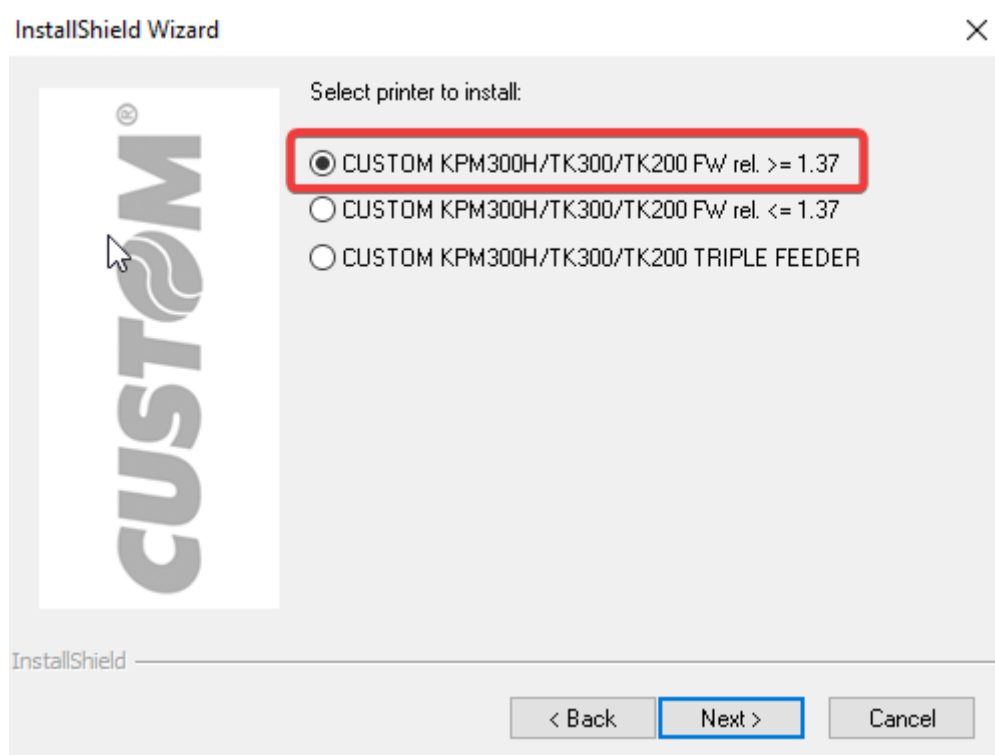 InstallShield Wizard
Select printer to install:
CUSTOM KPM300H/TK300/TK200 FW rel. >= 1.37
CUSTOM KPM300H/TK300/TK200 FW rel. <= 1.37
CUSTOM KPM300H/TK300/TK200 TRIPLE FEEDER
CUSTOM®
InstallShield
< Back
Next >
Cancel